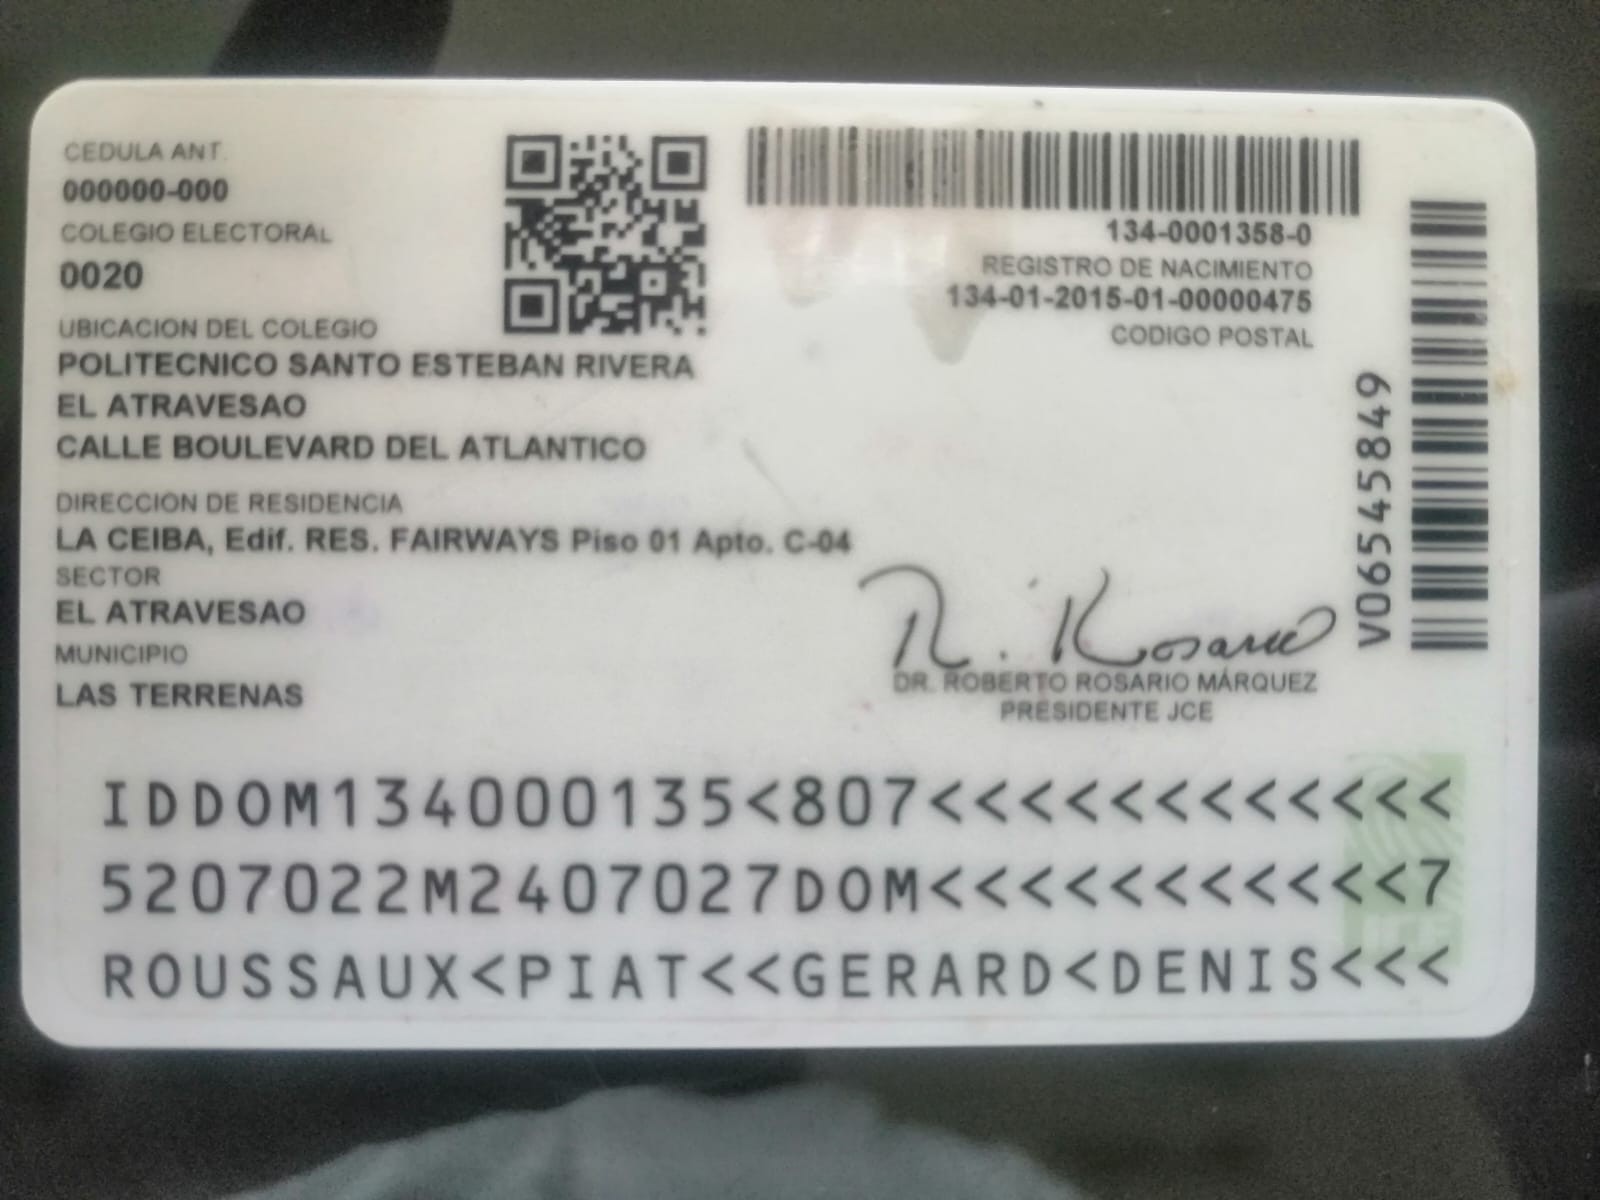 CEDULA ANT.
000000-000
COLEGIO ELECTORAL
0020
UBICACION DEL COLEGIO
POLITECNICO SANTO ESTEBAN RIVERA
EL ATRAVESAO
CALLE BOULEVARD DEL ATLANTICO
DIRECCION DE RESIDENCIA
LA CEIBA, Edif. RES. FAIRWAYS Piso 01 Apto. C-04
SECTOR
EL ATRAVESAO
MUNICIPIO
LAS TERRENAS
134-0001358-0
REGISTRO DE NACIMIENTO
134-01-2015-01-00000475
CODIGO POSTAL
V06545849
R. Rosario
DR. ROBERTO ROSARIO MÁRQUEZ
PRESIDENTE JCE
IDDOM134000135<807<<<<<<<<<<<<
5207022M2407027DOM<<<<<<<<<<<7
ROUSSAUX<PIAT<<GERARD<DENIS<<<
JCE